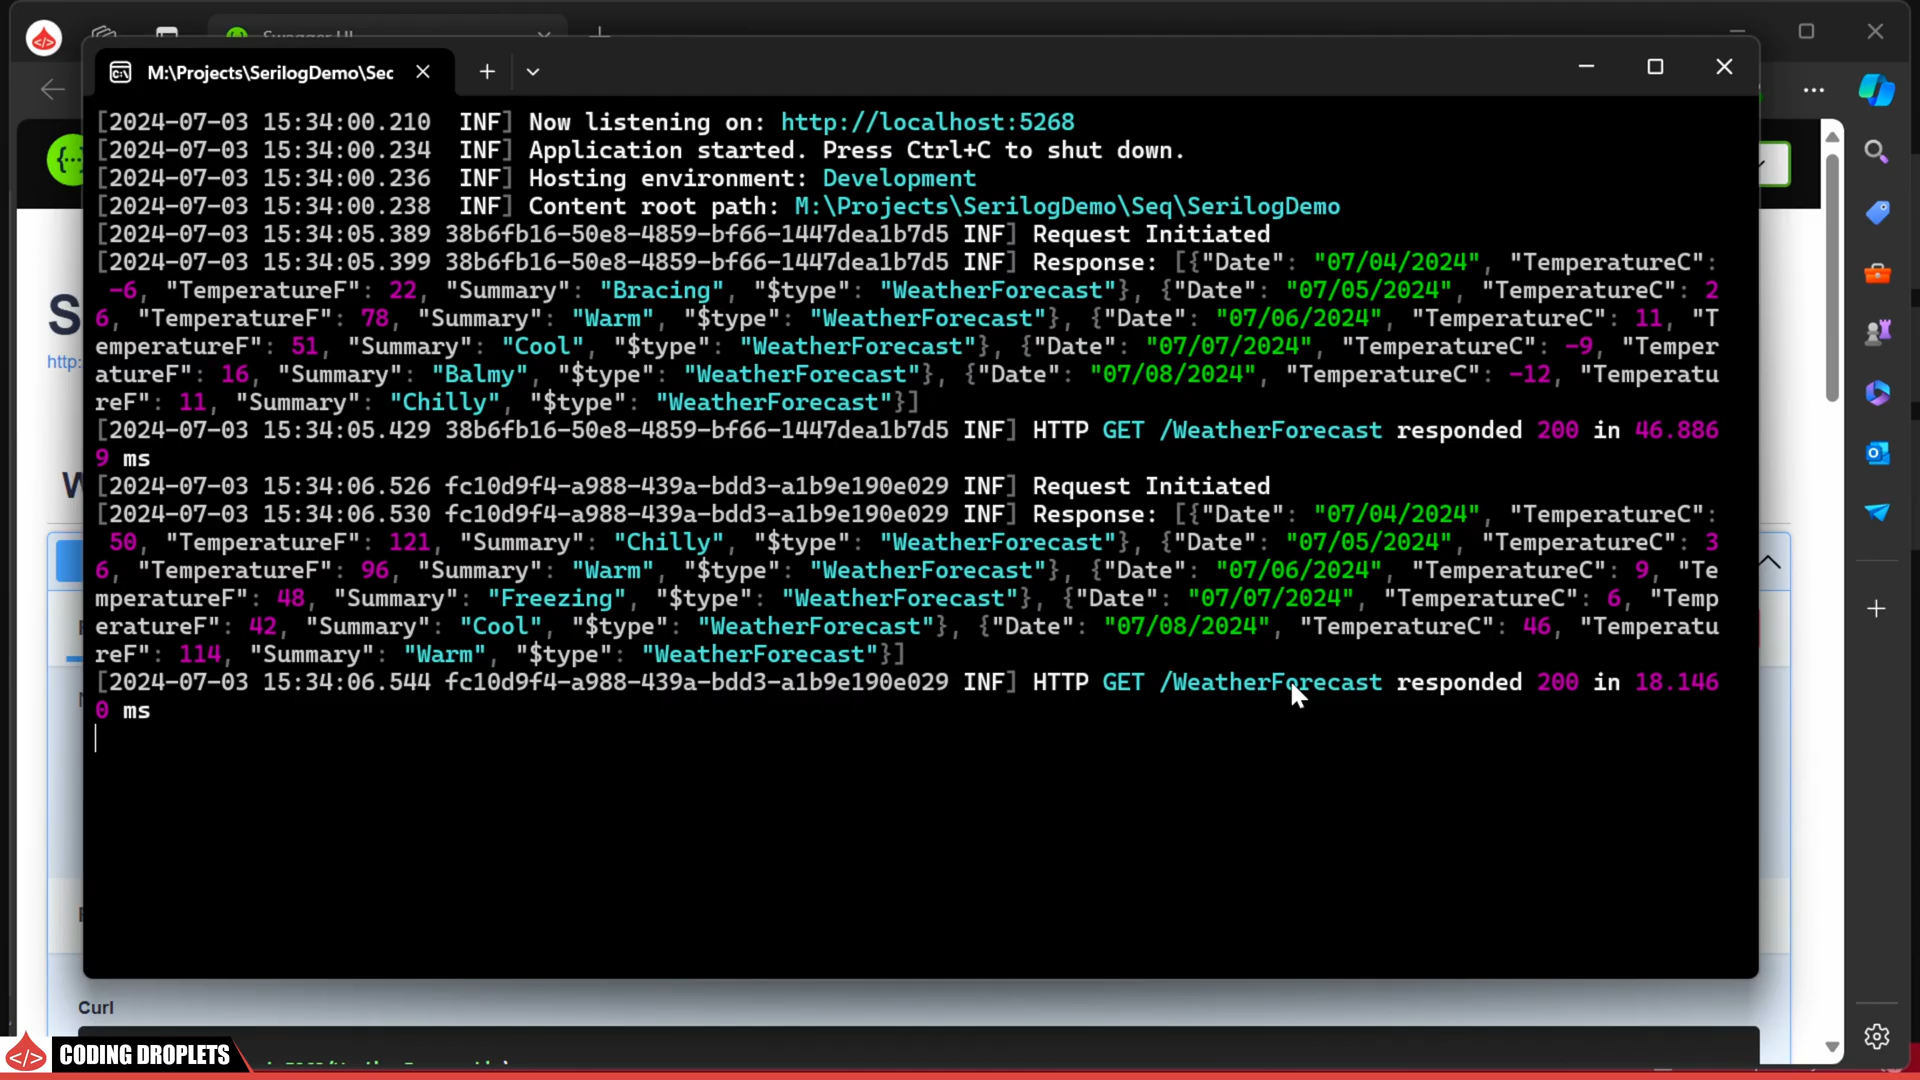 Swagger UI
M:\Projects\SerilogDemo\Sec
[2024-07-03 15:34:00.210  INF] Now listening on: http://localhost:5268
[2024-07-03 15:34:00.234  INF] Application started. Press Ctrl+C to shut down.
[2024-07-03 15:34:00.236  INF] Hosting environment: Development
[2024-07-03 15:34:00.238  INF] Content root path: M:\Projects\SerilogDemo\Seq\SerilogDemo
[2024-07-03 15:34:05.389 38b6fb16-50e8-4859-bf66-1447dea1b7d5 INF] Request Initiated
[2024-07-03 15:34:05.399 38b6fb16-50e8-4859-bf66-1447dea1b7d5 INF] Response: [{"Date": "07/04/2024", "TemperatureC":
-6, "TemperatureF": 22, "Summary": "Bracing", "$type": "WeatherForecast"}, {"Date": "07/05/2024", "TemperatureC": 2
6, "TemperatureF": 78, "Summary": "Warm", "$type": "WeatherForecast"}, {"Date": "07/06/2024", "TemperatureC": 11, "T
emperatureF": 51, "Summary": "Cool", "$type": "WeatherForecast"}, {"Date": "07/07/2024", "TemperatureC": -9, "Temper
atureF": 16, "Summary": "Balmy", "$type": "WeatherForecast"}, {"Date": "07/08/2024", "TemperatureC": -12, "Temperatu
reF": 11, "Summary": "Chilly", "$type": "WeatherForecast"}]
[2024-07-03 15:34:05.429 38b6fb16-50e8-4859-bf66-1447dea1b7d5 INF] HTTP GET /WeatherForecast responded 200 in 46.886
9 ms
[2024-07-03 15:34:06.526 fc10d9f4-a988-439a-bdd3-a1b9e190e029 INF] Request Initiated
[2024-07-03 15:34:06.530 fc10d9f4-a988-439a-bdd3-a1b9e190e029 INF] Response: [{"Date": "07/04/2024", "TemperatureC":
50, "TemperatureF": 121, "Summary": "Chilly", "$type": "WeatherForecast"}, {"Date": "07/05/2024", "TemperatureC": 3
6, "TemperatureF": 96, "Summary": "Warm", "$type": "WeatherForecast"}, {"Date": "07/06/2024", "TemperatureC": 9, "Te
mperatureF": 48, "Summary": "Freezing", "$type": "WeatherForecast"}, {"Date": "07/07/2024", "TemperatureC": 6, "Temp
eratureF": 42, "Summary": "Cool", "$type": "WeatherForecast"}, {"Date": "07/08/2024", "TemperatureC": 46, "Temperatu
reF": 114, "Summary": "Warm", "$type": "WeatherForecast"}]
[2024-07-03 15:34:06.544 fc10d9f4-a988-439a-bdd3-a1b9e190e029 INF] HTTP GET /WeatherForecast responded 200 in 18.146
0 ms
S
http:
W
Curl
CODING DROPLETS